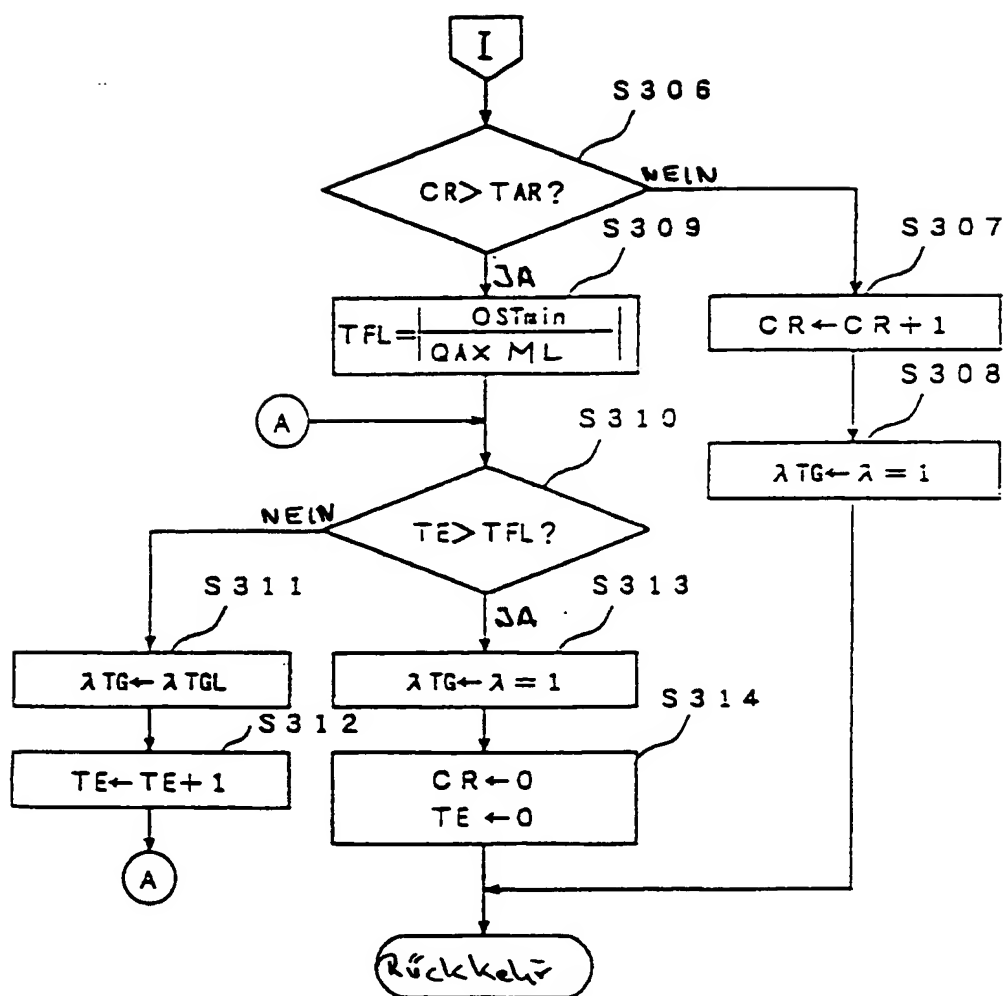 I
S306
CR>TAR?
NEIN
S309
S307
JA
TFL=|OSTmin
QA×ML|
CR←CR+1
S308
A
S310
λTG←λ=1
NEIN
TE>TFL?
S311
S313
JA
λTG←λTGL
λTG←λ=1
S312
S314
TE←TE+1
CR←0
TE←0
A
Rückkehr